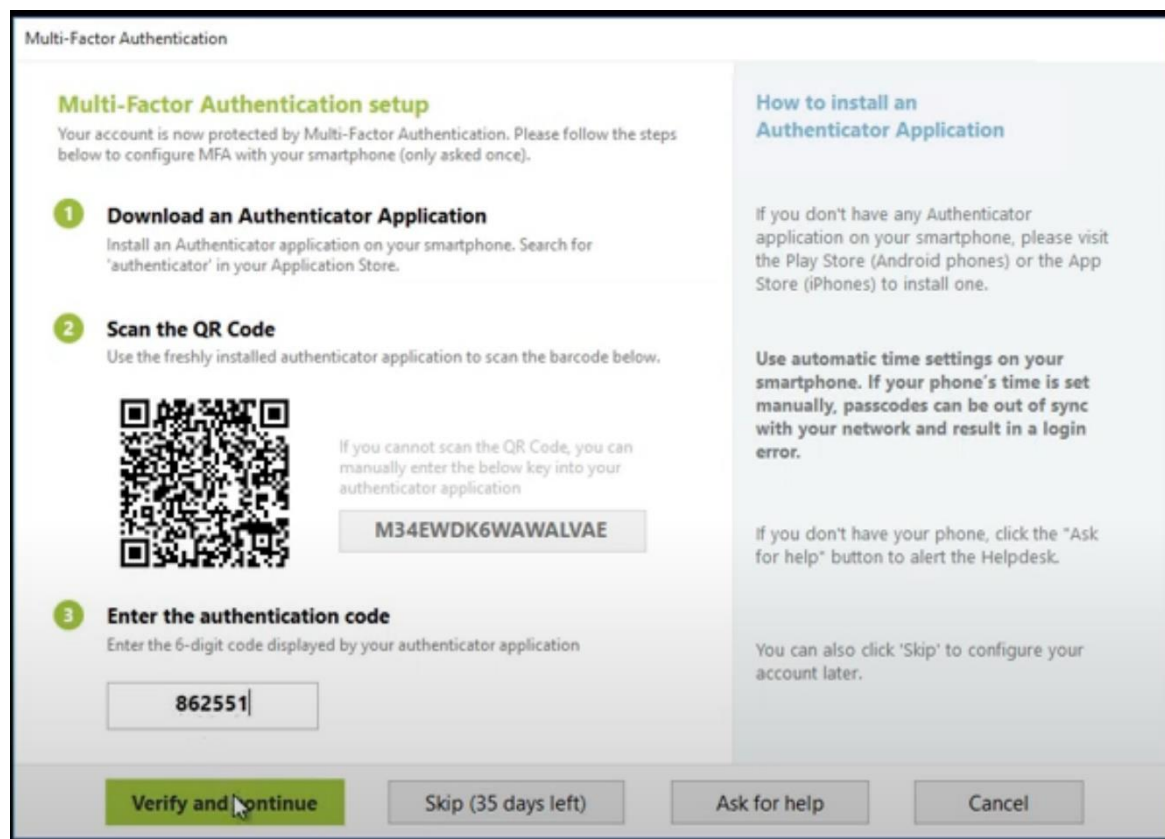 Multi-Factor Authentication
Multi-Factor Authentication setup
Your account is now protected by Multi-Factor Authentication. Please follow the steps
below to configure MFA with your smartphone (only asked once).
1 Download an Authenticator Application
Install an Authenticator application on your smartphone. Search for
'authenticator' in your Application Store.
2 Scan the QR Code
Use the freshly installed authenticator application to scan the barcode below.
If you cannot scan the QR Code, you can
manually enter the below key into your
authenticator application
M34EWDK6WAWALVAE
3 Enter the authentication code
Enter the 6-digit code displayed by your authenticator application
862551
How to install an
Authenticator Application
If you don't have any Authenticator
application on your smartphone, please visit
the Play Store (Android phones) or the App
Store (iPhones) to install one.
Use automatic time settings on your
smartphone. If your phone's time is set
manually, passcodes can be out of sync
with your network and result in a login
error.
If you don't have your phone, click the "Ask
for help" button to alert the Helpdesk.
You can also click 'Skip' to configure your
account later.
Verify and continue
Skip (35 days left)
Ask for help
Cancel